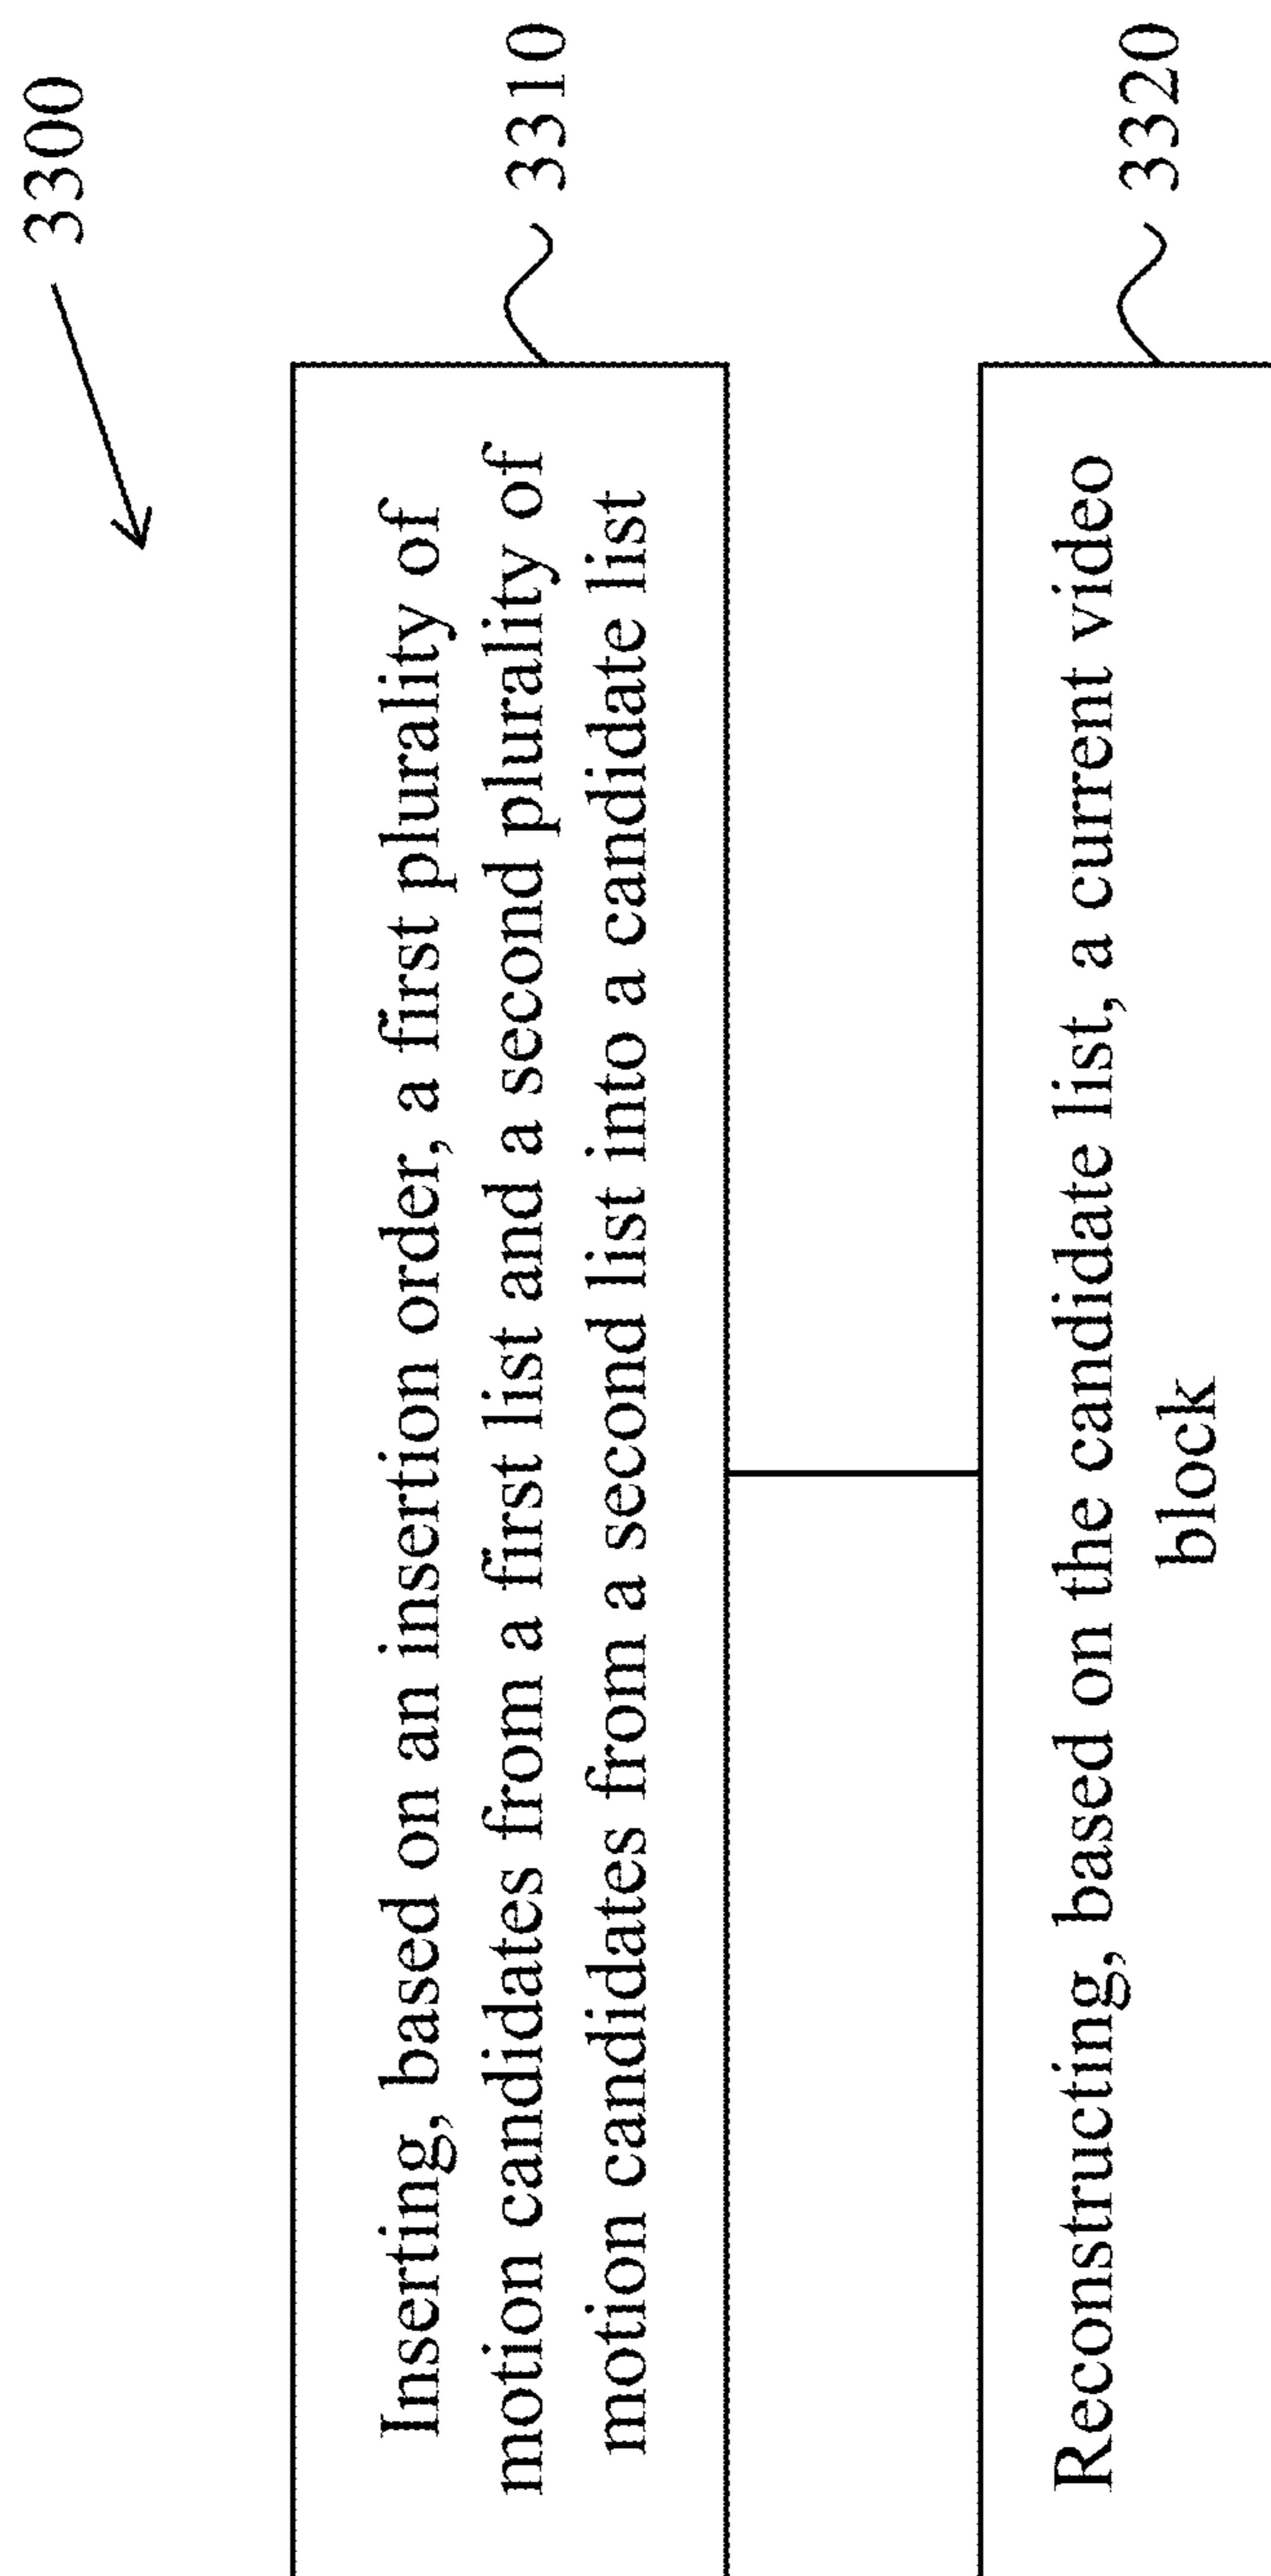 3300
Inserting, based on an insertion order, a first plurality of
motion candidates from a first list and a second plurality of
motion candidates from a second list into a candidate list
3310
Reconstructing, based on the candidate list, a current video
block
3320